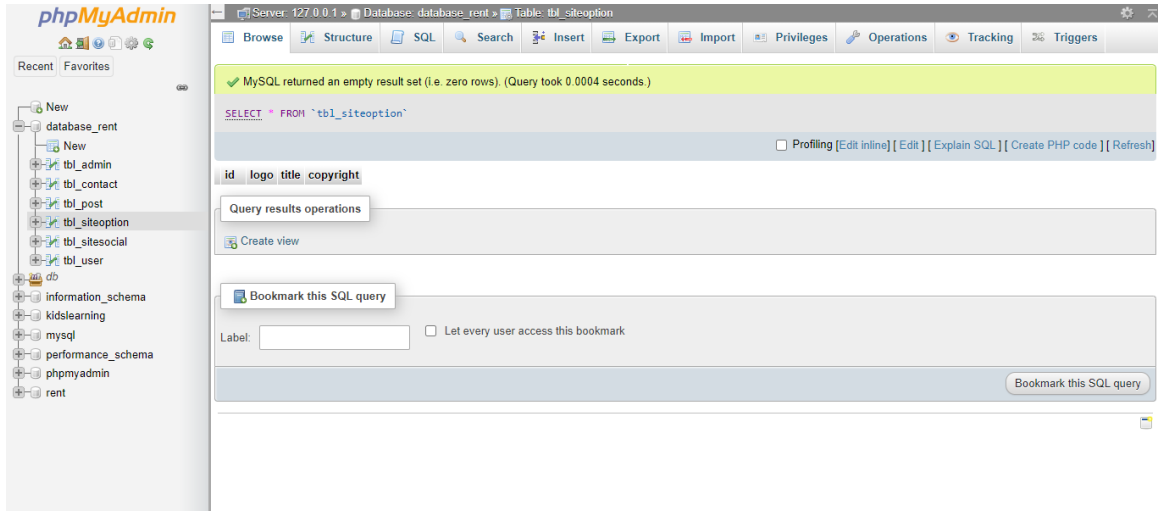 phpMyAdmin
Recent Favorites
New
database_rent
New
tbl_admin
tbl_contact
tbl_post
tbl_siteoption
tbl_sitesocial
tbl_user
db
information_schema
kidslearning
mysql
performance_schema
phpmyadmin
rent
Server: 127.0.0.1 » Database: database_rent » Table: tbl_siteoption
Browse Structure SQL Search Insert Export Import Privileges Operations Tracking Triggers
MySQL returned an empty result set (i.e. zero rows). (Query took 0.0004 seconds.)
SELECT * FROM `tbl_siteoption`
Profiling [Edit inline] [ Edit ] [ Explain SQL ] [ Create PHP code ] [ Refresh]
id logo title copyright
Query results operations
Create view
Bookmark this SQL query
Label: Let every user access this bookmark
Bookmark this SQL query